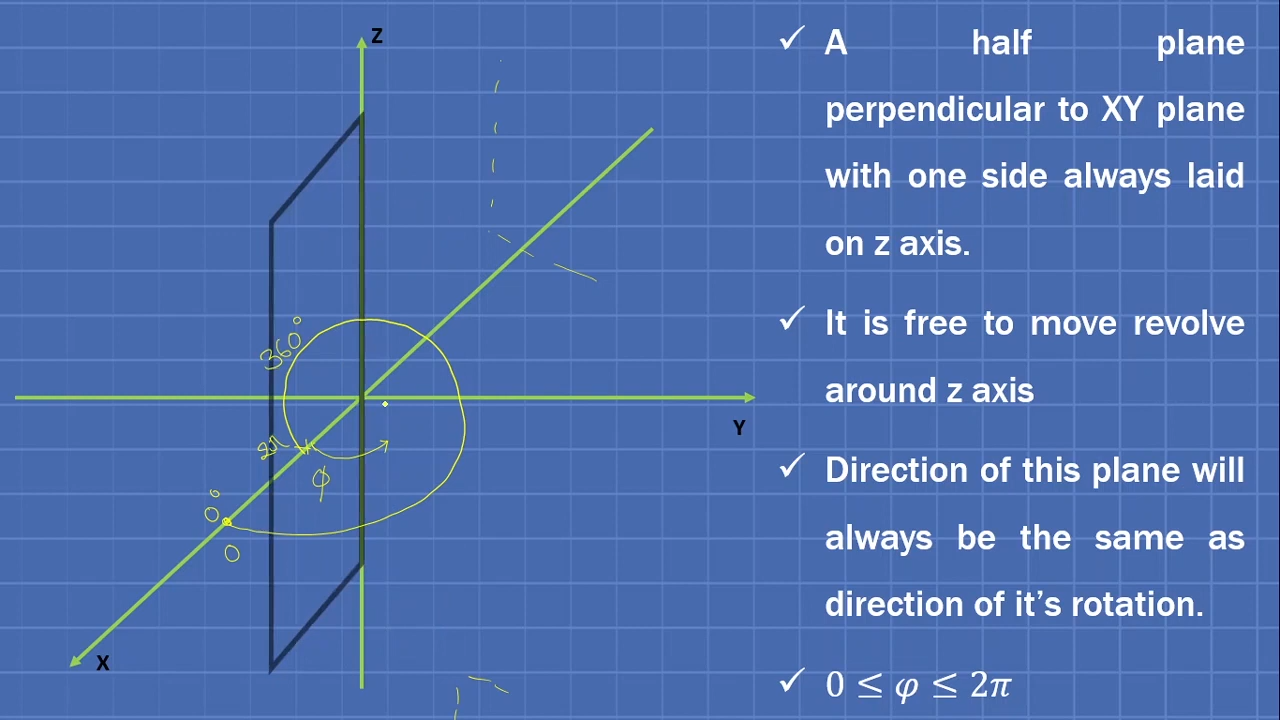 Z
✓ A half plane
perpendicular to XY plane
with one side always laid
on z axis.
✓ It is free to move revolve
around z axis
✓ Direction of this plane will
always be the same as
direction of it’s rotation.
✓ 0 ≤ φ ≤ 2π
360°
Y
2π
ϕ
0°
0
X